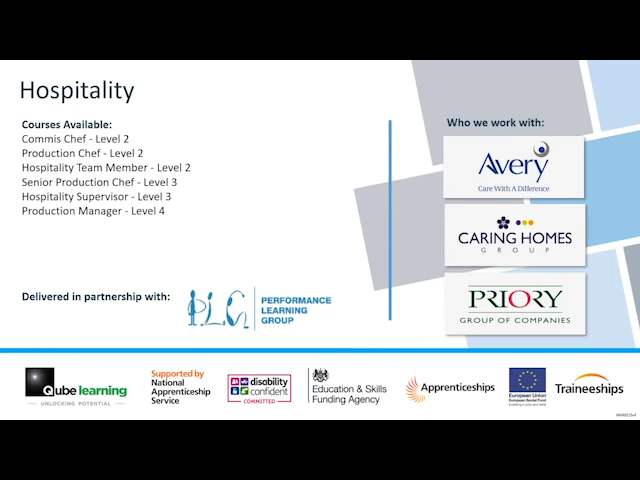 Hospitality
Courses Available:
Commis Chef - Level 2
Production Chef - Level 2
Hospitality Team Member - Level 2
Senior Production Chef - Level 3
Hospitality Supervisor - Level 3
Production Manager - Level 4
Delivered in partnership with:
PLG
PERFORMANCE
LEARNING
GROUP
Who we work with:
Avery
Care With A Difference
CARING HOMES
GROUP
PRIORY
GROUP OF COMPANIES
Qube learning
UNLOCKING POTENTIAL
Supported by
National
Apprenticeship
Service
disability
confident
COMMITTED
Education & Skills
Funding Agency
Apprenticeships
European Union
European Social Fund
Traineeships